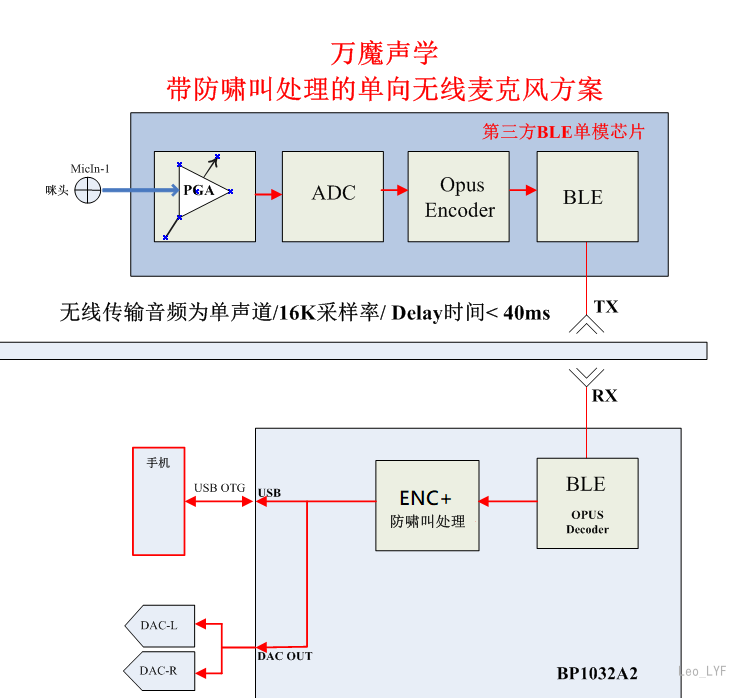 万魔声学
带防啸叫处理的单向无线麦克风方案
第三方BLE单模芯片
MicIn-1
咪头
PGA
ADC
Opus
Encoder
BLE
无线传输音频为单声道/16K采样率/ Delay时间< 40ms
TX
RX
手机
USB OTG
USB
ENC+
防啸叫处理
BLE
OPUS
Decoder
DAC-L
DAC OUT
DAC-R
BP1032A2
Leo_LYF